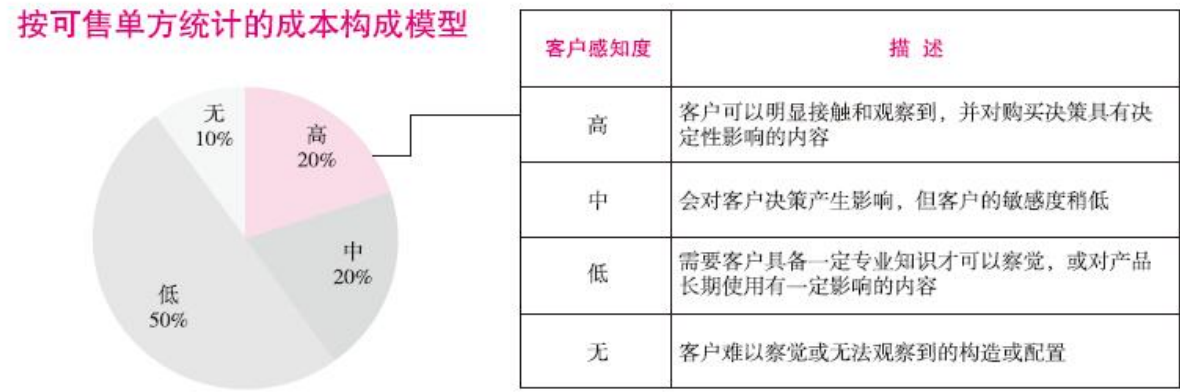 按可售单方统计的成本构成模型
无
10%
高
20%
中
20%
低
50%
客户感知度
描 述
高
客户可以明显接触和观察到，并对购买决策具有决
定性影响的内容
中
会对客户决策产生影响，但客户的敏感度稍低
低
需要客户具备一定专业知识才可以察觉，或对产品
长期使用有一定影响的内容
无
客户难以察觉或无法观察到的构造或配置